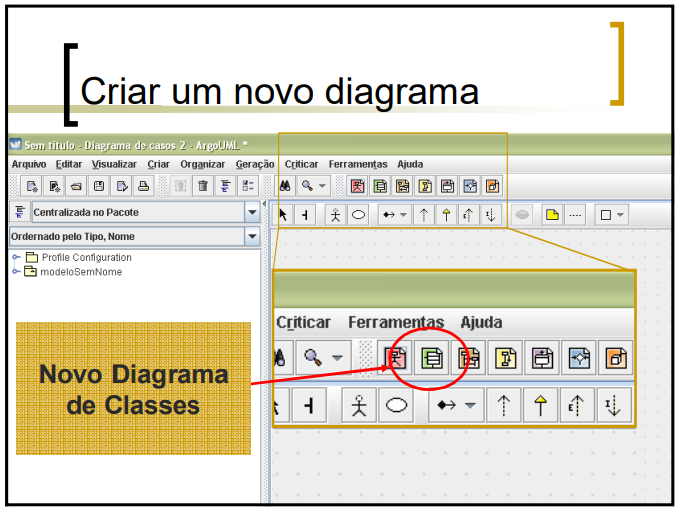 Criar um novo diagrama
Sem título - Diagrama de casos 2 - ArgoUML *
Arquivo Editar Visualizar Criar Organizar Geração Criticar Ferramentas Ajuda
Centralizada no Pacote
Ordernado pelo Tipo, Nome
Profile Configuration
modeloSemNome
Criticar Ferramentas Ajuda
Novo Diagrama
de Classes